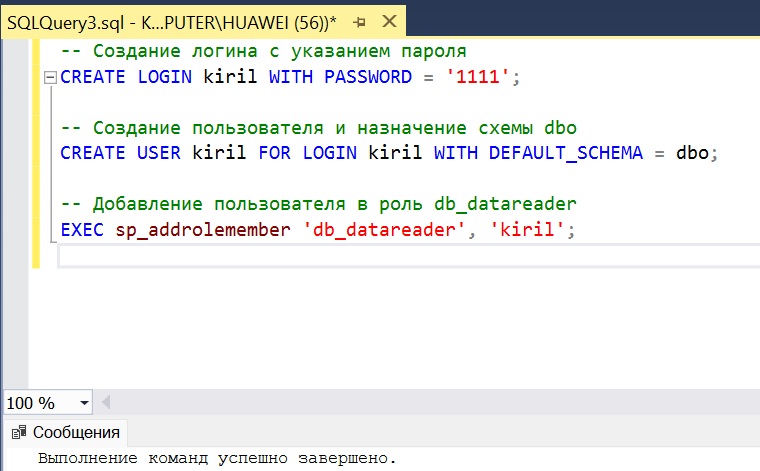 SQLQuery3.sql - K...PUTER\HUAWEI (56))*
-- Создание логина с указанием пароля
CREATE LOGIN kiril WITH PASSWORD = '1111';
-- Создание пользователя и назначение схемы dbo
CREATE USER kiril FOR LOGIN kiril WITH DEFAULT_SCHEMA = dbo;
-- Добавление пользователя в роль db_datareader
EXEC sp_addrolemember 'db_datareader', 'kiril';
100 %
Сообщения
Выполнение команд успешно завершено.